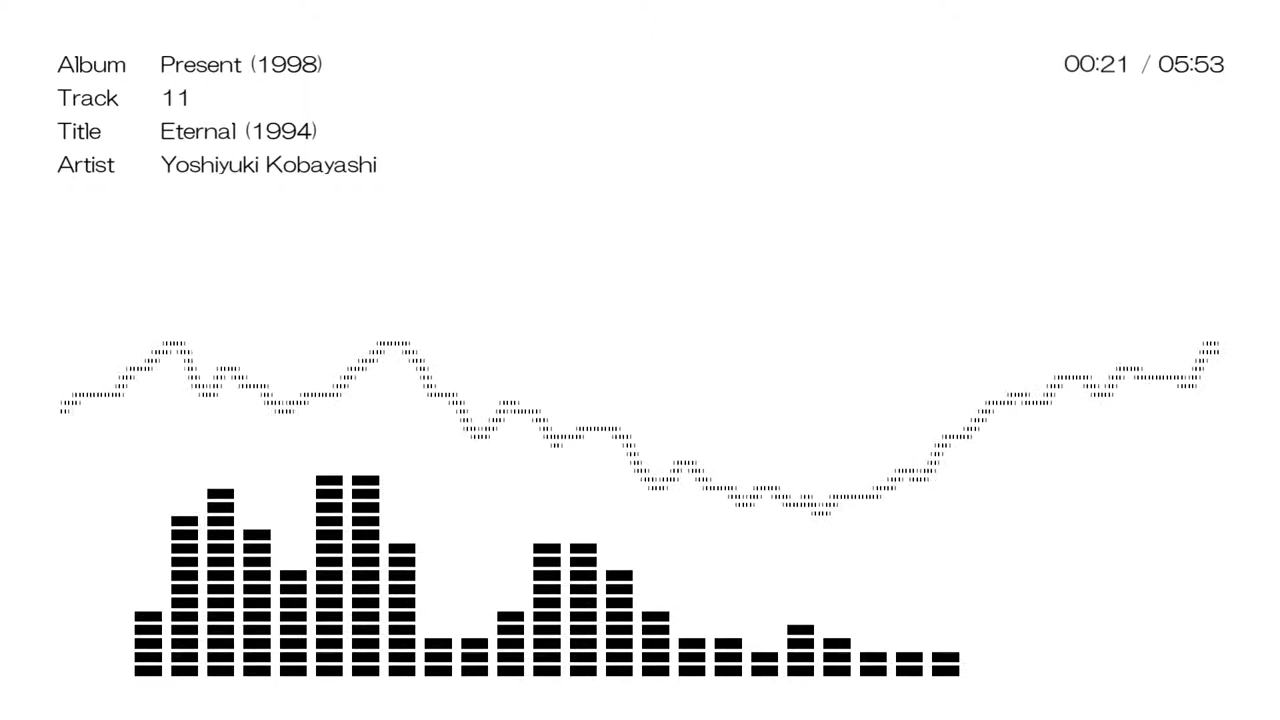 Album Present (1998)
00:21 / 05:53
Track 11
Title Eternal (1994)
Artist Yoshiyuki Kobayashi